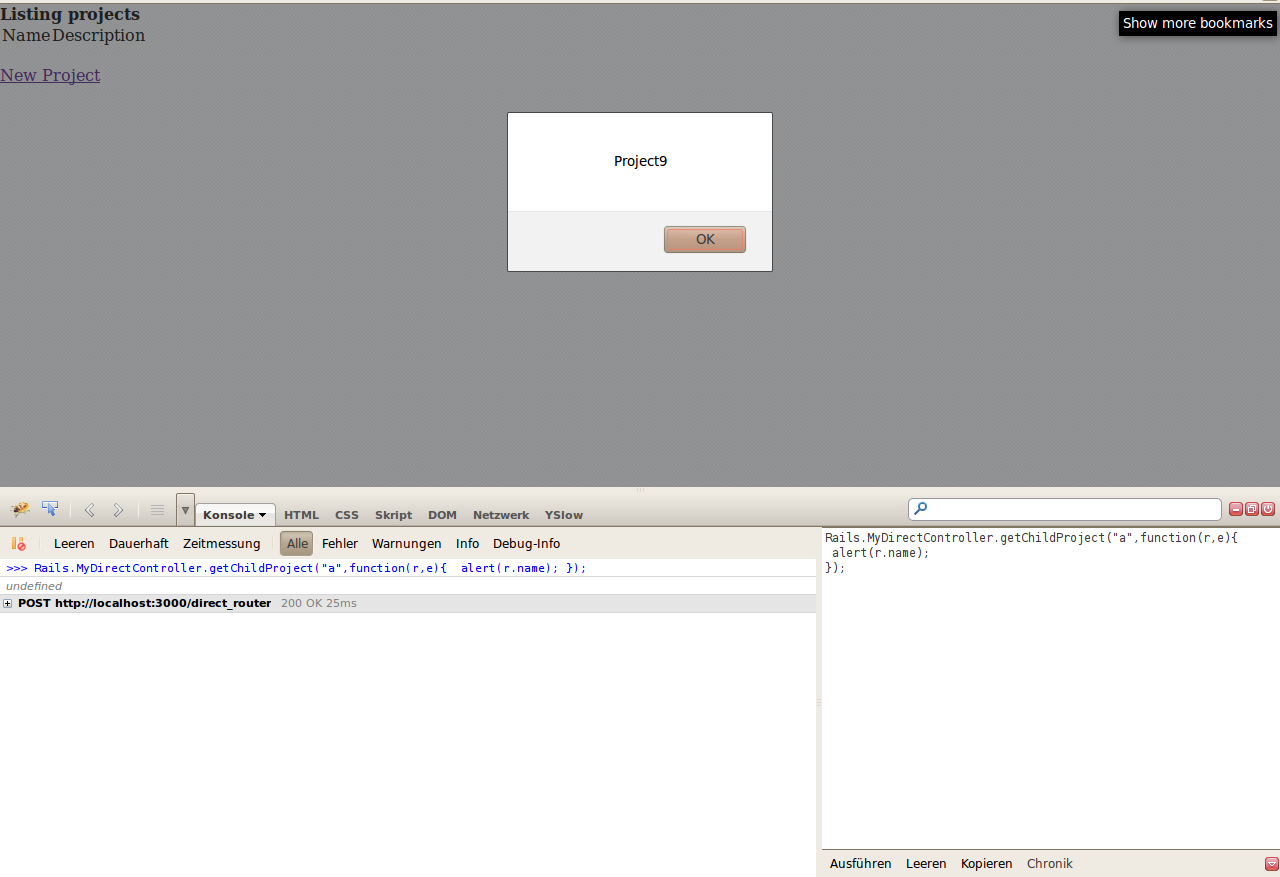 Listing projects
Show more bookmarks
Name Description
New Project
Project9
OK
Konsole HTML CSS Skript DOM Netzwerk YSlow
Leeren Dauerhaft Zeitmessung Alle Fehler Warnungen Info Debug-Info
>>> Rails.MyDirectController.getChildProject("a",function(r,e){  alert(r.name); });
undefined
POST http://localhost:3000/direct_router 200 OK 25ms
Rails.MyDirectController.getChildProject("a",function(r,e){
 alert(r.name);
});
Ausführen Leeren Kopieren Chronik